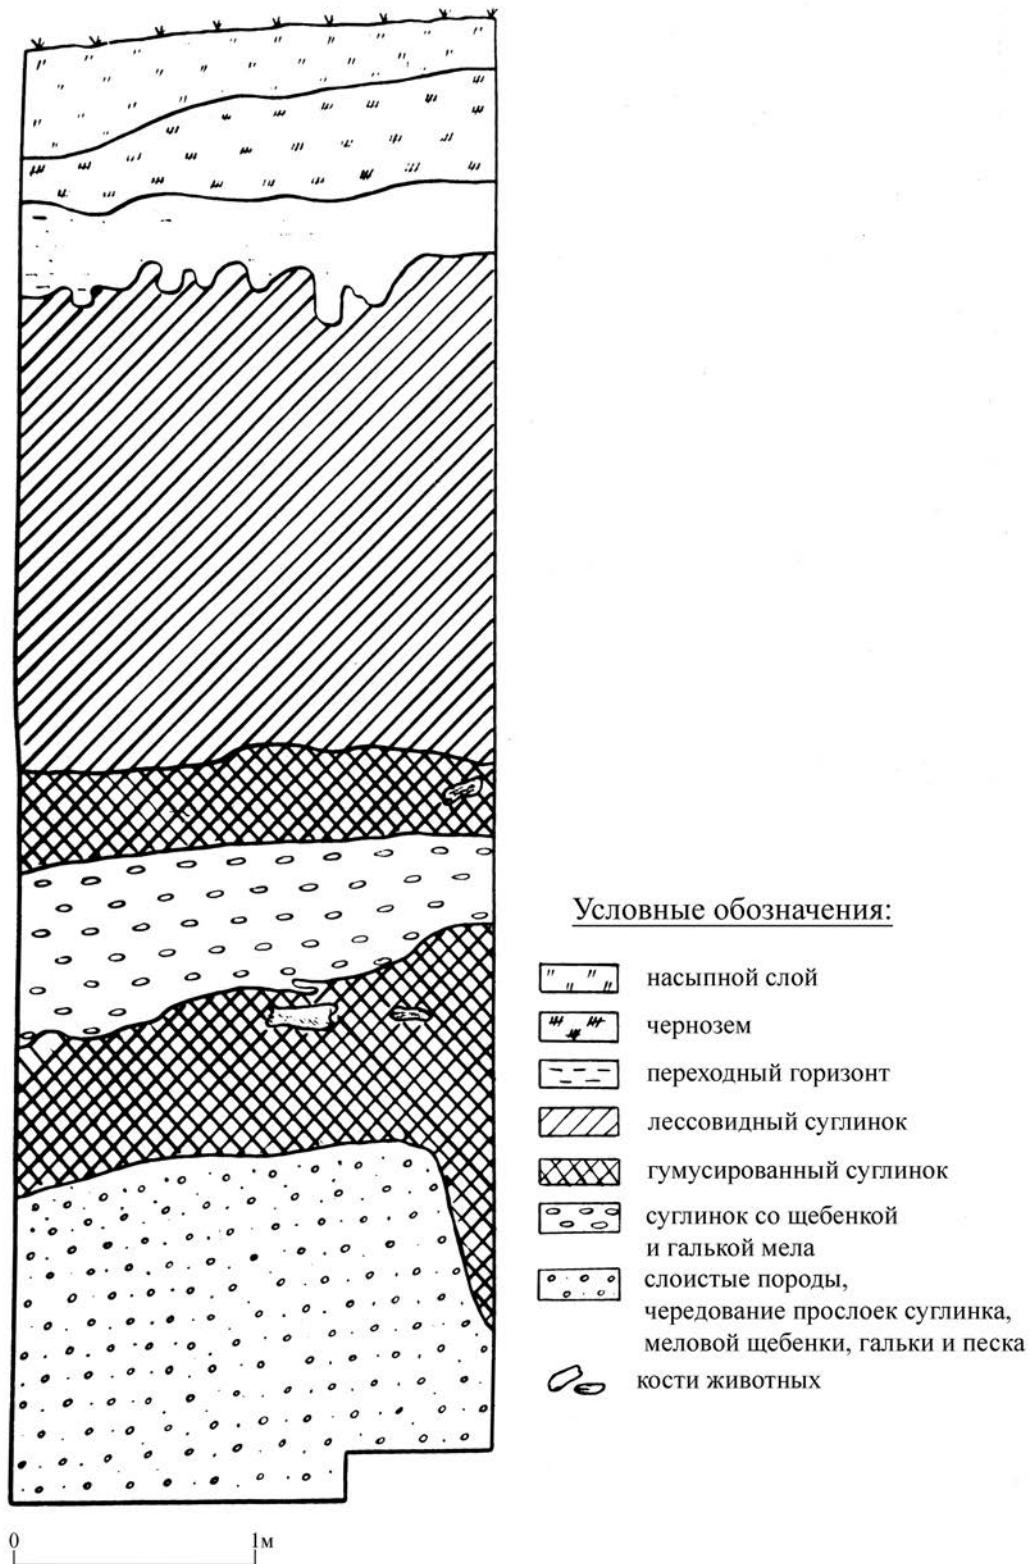 Условные обозначения:
насыпной слой
чернозем
переходный горизонт
лессовидный суглинок
гумусированный суглинок
суглинок со щебенкой
и галькой мела
слоистые породы,
чередование прослоек суглинка,
меловой щебенки, гальки и песка
кости животных
0 1м